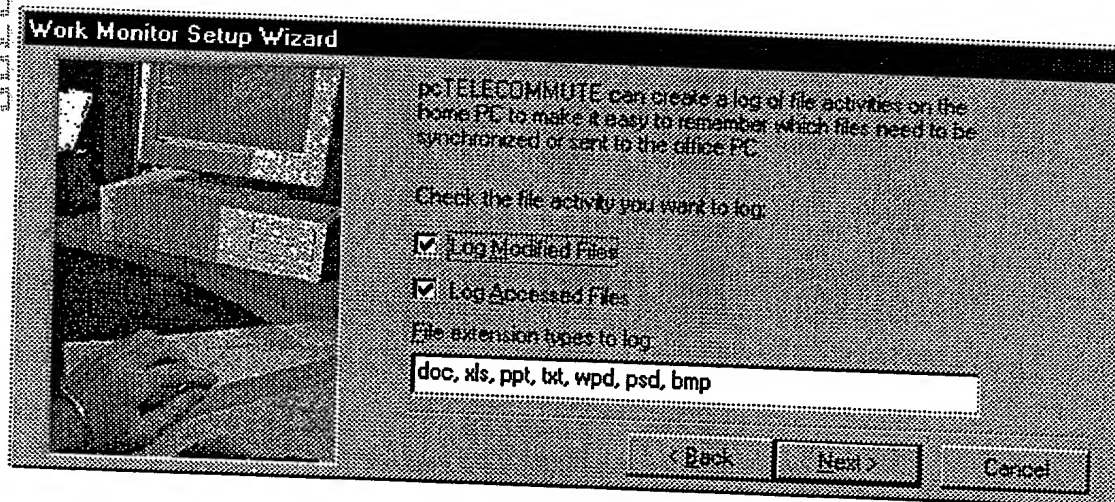 Work Monitor Setup Wizard
pcTELECOMMUTE can create a log of file activities on the
home PC to make it easy to remember which files need to be
synchronized or sent to the office PC.
Check the file activity you want to log:
Log Modified Files
Log Accessed Files
File extension types to log:
doc, xls, ppt, txt, wpd, psd, bmp
< Back
Next >
Cancel